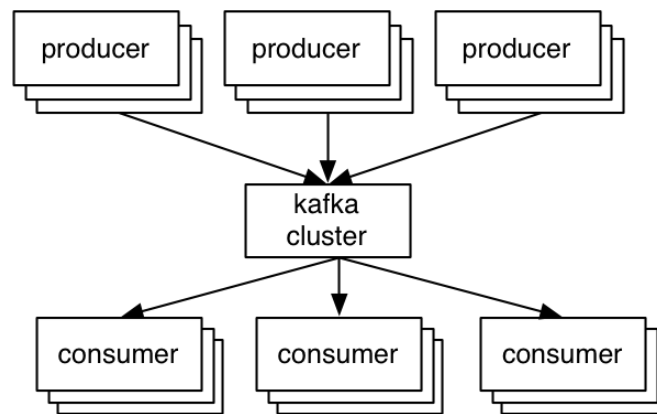 producer
producer
producer
kafka
cluster
consumer
consumer
consumer